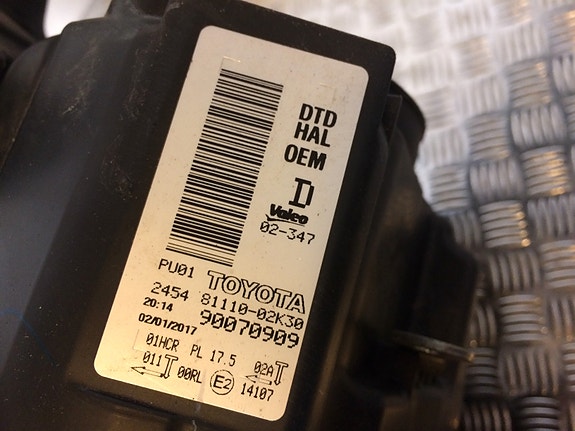 DTD
HAL
OEM
D
Valeo
02-347
PU01 TOYOTA
2454 81110-02K30
20:14 90070909
02/01/2017
01HCR PL 17.5 02A
011 00RL E2 14107